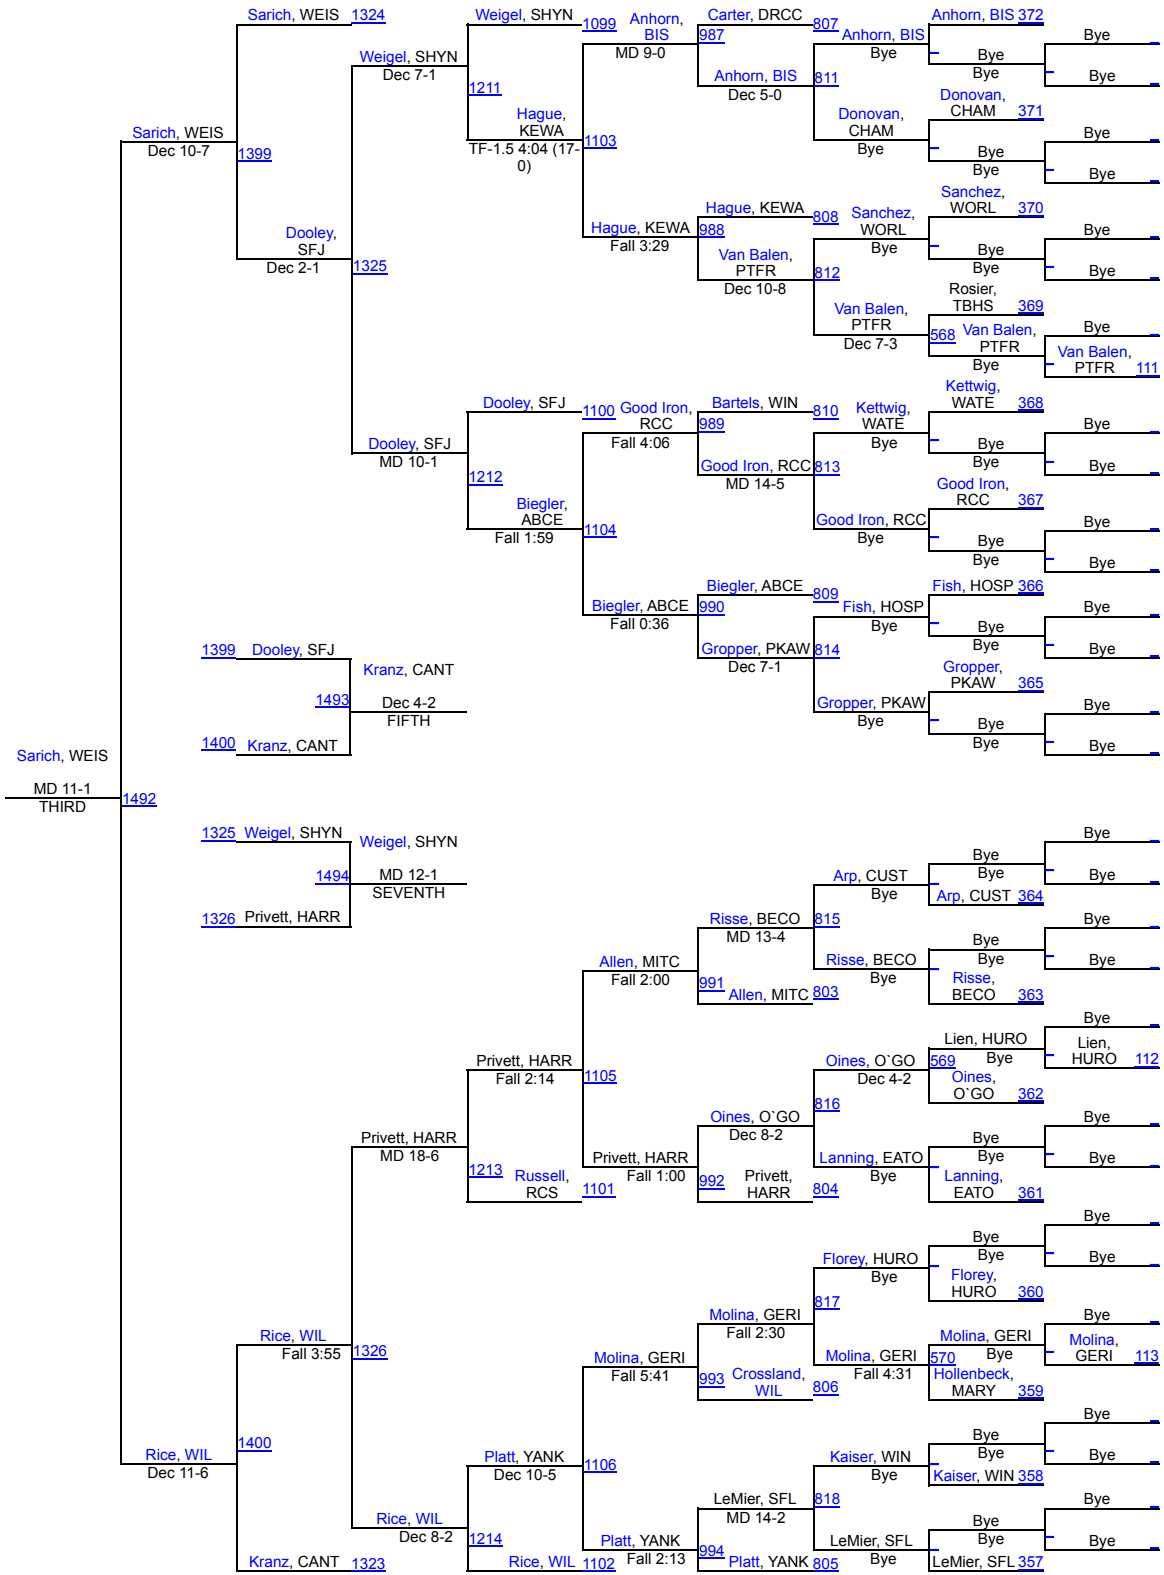 Sarich, WEIS 1324
Weigel, SHYN
1099
Anhorn,
BIS
Carter, DRCC
807
Anhorn, BIS 372
Bye
987
Anhorn, BIS
MD 9-0
Bye
Bye
Weigel, SHYN
Dec 7-1
Bye
Anhorn, BIS
811
Bye
1211
Dec 5-0
Donovan,
CHAM
371
Hague,
KEWA
Donovan,
CHAM
Sarich, WEIS
Bye
TF-1.5 4:04 (17-
0)
1103
Dec 10-7
1399
Bye
Bye
Bye
Bye
Sanchez,
WORL
370
Hague, KEWA
808
Sanchez,
WORL
Hague, KEWA
988
Bye
Dooley,
SFJ
Fall 3:29
Bye
Van Balen,
PTFR
Bye
Dec 2-1
1325
812
Bye
Dec 10-8
Rosier,
TBHS
369
Van Balen,
PTFR
568
Van Balen,
PTFR
Bye
Dec 7-3
Van Balen,
PTFR
111
Bye
Kettwig,
WATE
368
Dooley, SFJ
1100
Good Iron,
RCC
Bartels, WIN
810
Kettwig,
WATE
989
Bye
Dooley, SFJ
Fall 4:06
Bye
Bye
MD 10-1
Good Iron, RCC
813
Bye
Bye
1212
MD 14-5
Good Iron,
RCC
367
Biegler,
ABCE
Good Iron, RCC
Bye
Fall 1:59
1104
Bye
Bye
Bye
Bye
Biegler, ABCE
809
Fish, HOSP 366
Biegler, ABCE
990
Fish, HOSP
Bye
Fall 0:36
Bye
Bye
1399
Dooley, SFJ
Gropper, PKAW
814
Bye
Bye
Kranz, CANT
Dec 7-1
Gropper,
PKAW
365
1493
Dec 4-2
Gropper, PKAW
Bye
FIFTH
Bye
Bye
1400
Kranz, CANT
Bye
Bye
Sarich, WEIS
MD 11-1
THIRD
1492
1325
Weigel, SHYN
Weigel, SHYN
Bye
Bye
1494
MD 12-1
Arp, CUST
Bye
Bye
SEVENTH
Bye
Arp, CUST 364
1326
Privett, HARR
Risse, BECO
815
Bye
MD 13-4
Bye
Allen, MITC
Risse, BECO
Bye
Bye
Fall 2:00
Bye
Risse,
BECO
363
991
Allen, MITC 803
Bye
Lien, HURO
Lien,
HURO
112
Privett, HARR
Oines, O`GO
569
Bye
Fall 2:14
1105
Dec 4-2
Oines,
O`GO
362
816
Oines, O`GO
Bye
Privett, HARR
Dec 8-2
Bye
MD 18-6
Privett, HARR
Lanning, EATO
Bye
Bye
1213
Russell,
RCS
1101
Fall 1:00
992
Privett,
HARR
804
Bye
Lanning,
EATO
361
Bye
Bye
Florey, HURO
Bye
Bye
Bye
Florey,
HURO
360
817
Molina, GERI
Bye
Rice, WIL
Fall 2:30
Molina, GERI
Molina,
GERI
113
Fall 3:55
1326
Molina, GERI
Molina, GERI
570
Bye
Fall 5:41
993
Crossland,
WIL
806
Fall 4:31
Hollenbeck,
MARY
359
Bye
Rice, WIL
1400
Platt, YANK
Kaiser, WIN
Bye
Dec 11-6
Dec 10-5
1106
Bye
Bye
Bye
Kaiser, WIN 358
LeMier, SFL
818
Bye
Rice, WIL
MD 14-2
Bye
Dec 8-2
1214
Platt, YANK
LeMier, SFL
Bye
Bye
Kranz, CANT 1323
Rice, WIL 1102
Fall 2:13
994
Platt, YANK 805
Bye
LeMier, SFL 357